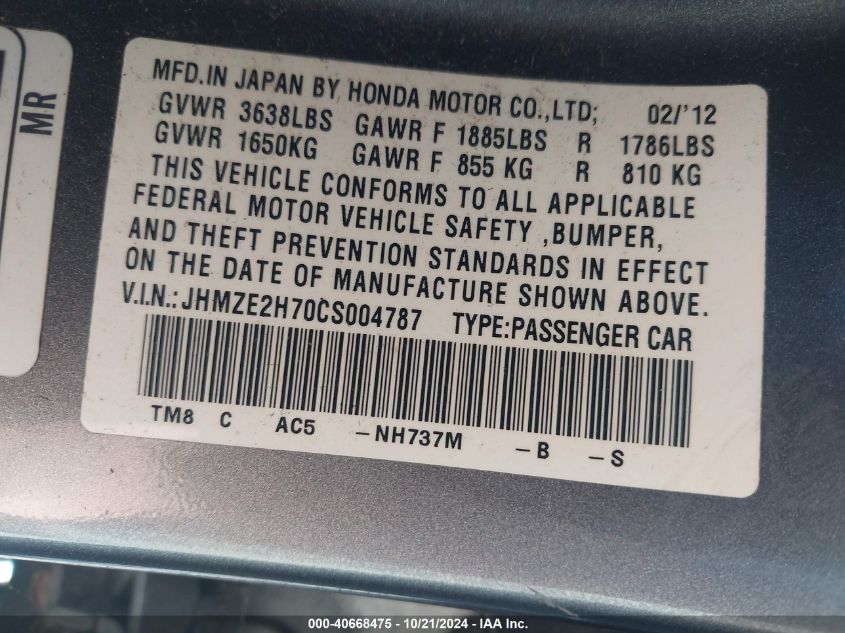 MR
MFD.IN JAPAN BY HONDA MOTOR CO.,LTD; 02/'12
GVWR 3638LBS GAWR F 1885LBS R 1786LBS
GVWR 1650KG GAWR F 855 KG R 810 KG
THIS VEHICLE CONFORMS TO ALL APPLICABLE
FEDERAL MOTOR VEHICLE SAFETY ,BUMPER,
AND THEFT PREVENTION STANDARDS IN EFFECT
ON THE DATE OF MANUFACTURE SHOWN ABOVE.
V.I.N.:JHMZE2H70CS004787 TYPE:PASSENGER CAR
TM8 C AC5 -NH737M -B -S
000-40668475 - 10/21/2024 - IAA Inc.